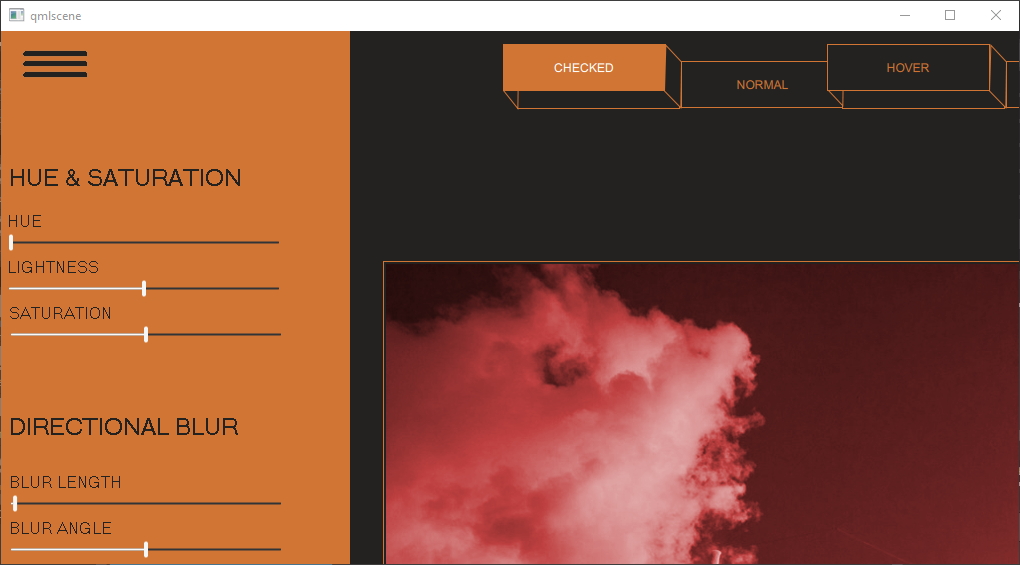 qmlscene
CHECKED
NORMAL
HOVER
HUE & SATURATION
HUE
LIGHTNESS
SATURATION
DIRECTIONAL BLUR
BLUR LENGTH
BLUR ANGLE